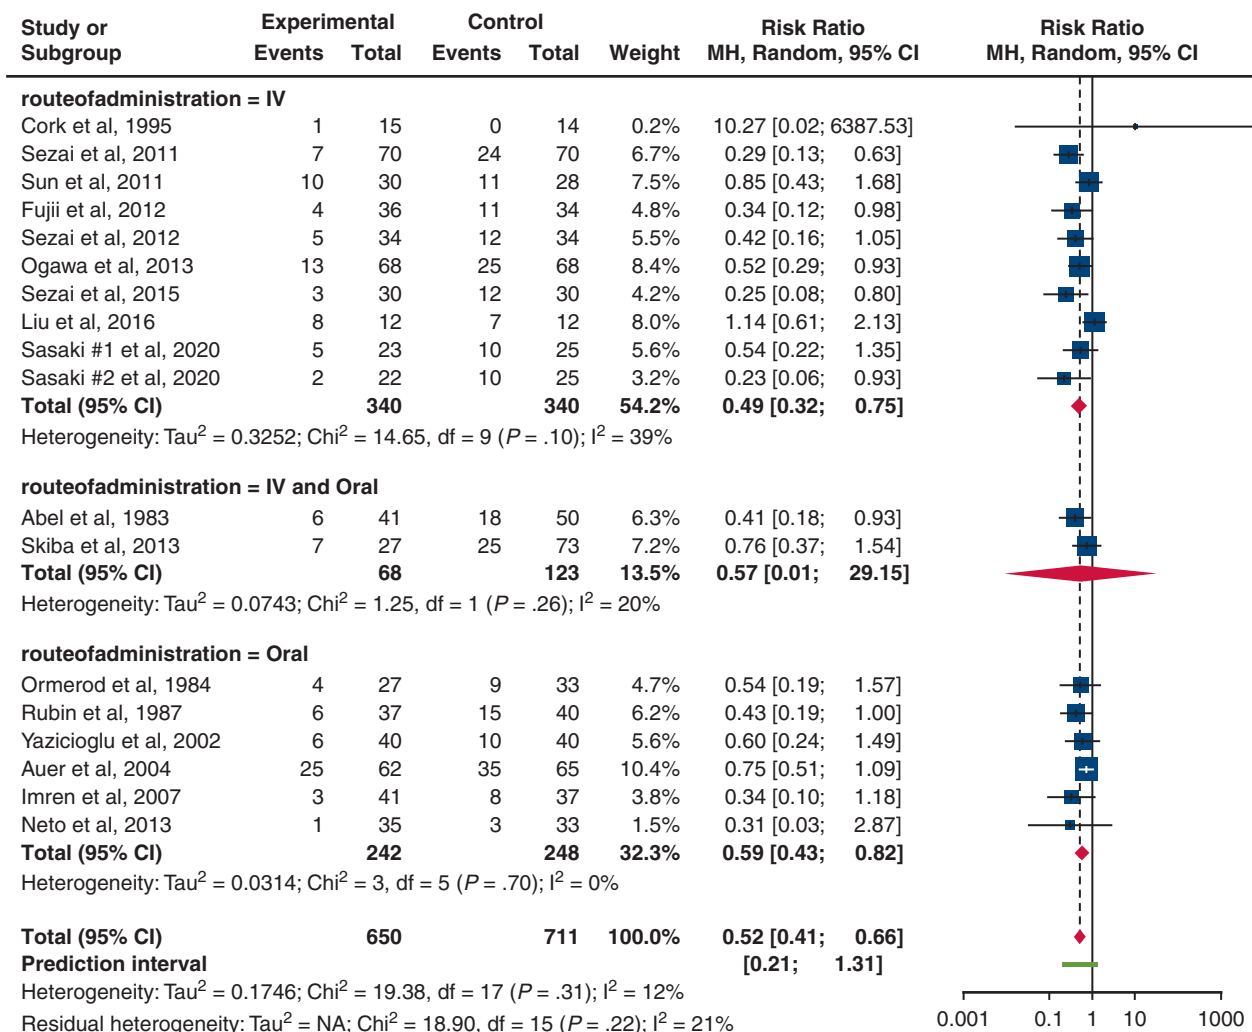 Study or Subgroup Experimental Events Total Control Events Total Weight Risk Ratio MH, Random, 95% CI Risk Ratio MH, Random, 95% CI
routeofadministration = IV
Cork et al, 1995 1 15 0 14 0.2% 10.27 [0.02; 6387.53]
Sezai et al, 2011 7 70 24 70 6.7% 0.29 [0.13; 0.63]
Sun et al, 2011 10 30 11 28 7.5% 0.85 [0.43; 1.68]
Fujii et al, 2012 4 36 11 34 4.8% 0.34 [0.12; 0.98]
Sezai et al, 2012 5 34 12 34 5.5% 0.42 [0.16; 1.05]
Ogawa et al, 2013 13 68 25 68 8.4% 0.52 [0.29; 0.93]
Sezai et al, 2015 3 30 12 30 4.2% 0.25 [0.08; 0.80]
Liu et al, 2016 8 12 7 12 8.0% 1.14 [0.61; 2.13]
Sasaki #1 et al, 2020 5 23 10 25 5.6% 0.54 [0.22; 1.35]
Sasaki #2 et al, 2020 2 22 10 25 3.2% 0.23 [0.06; 0.93]
Total (95% CI) 340 340 54.2% 0.49 [0.32; 0.75]
Heterogeneity: Tau² = 0.3252; Chi² = 14.65, df = 9 (P = .10); I² = 39%
routeofadministration = IV and Oral
Abel et al, 1983 6 41 18 50 6.3% 0.41 [0.18; 0.93]
Skiba et al, 2013 7 27 25 73 7.2% 0.76 [0.37; 1.54]
Total (95% CI) 68 123 13.5% 0.57 [0.01; 29.15]
Heterogeneity: Tau² = 0.0743; Chi² = 1.25, df = 1 (P = .26); I² = 20%
routeofadministration = Oral
Ormerod et al, 1984 4 27 9 33 4.7% 0.54 [0.19; 1.57]
Rubin et al, 1987 6 37 15 40 6.2% 0.43 [0.19; 1.00]
Yazicioglu et al, 2002 6 40 10 40 5.6% 0.60 [0.24; 1.49]
Auer et al, 2004 25 62 35 65 10.4% 0.75 [0.51; 1.09]
Imren et al, 2007 3 41 8 37 3.8% 0.34 [0.10; 1.18]
Neto et al, 2013 1 35 3 33 1.5% 0.31 [0.03; 2.87]
Total (95% CI) 242 248 32.3% 0.59 [0.43; 0.82]
Heterogeneity: Tau² = 0.0314; Chi² = 3, df = 5 (P = .70); I² = 0%
Total (95% CI) 650 711 100.0% 0.52 [0.41; 0.66]
Prediction interval [0.21; 1.31]
Heterogeneity: Tau² = 0.1746; Chi² = 19.38, df = 17 (P = .31); I² = 12%
Residual heterogeneity: Tau² = NA; Chi² = 18.90, df = 15 (P = .22); I² = 21%
0.001 0.1 1 10 1000